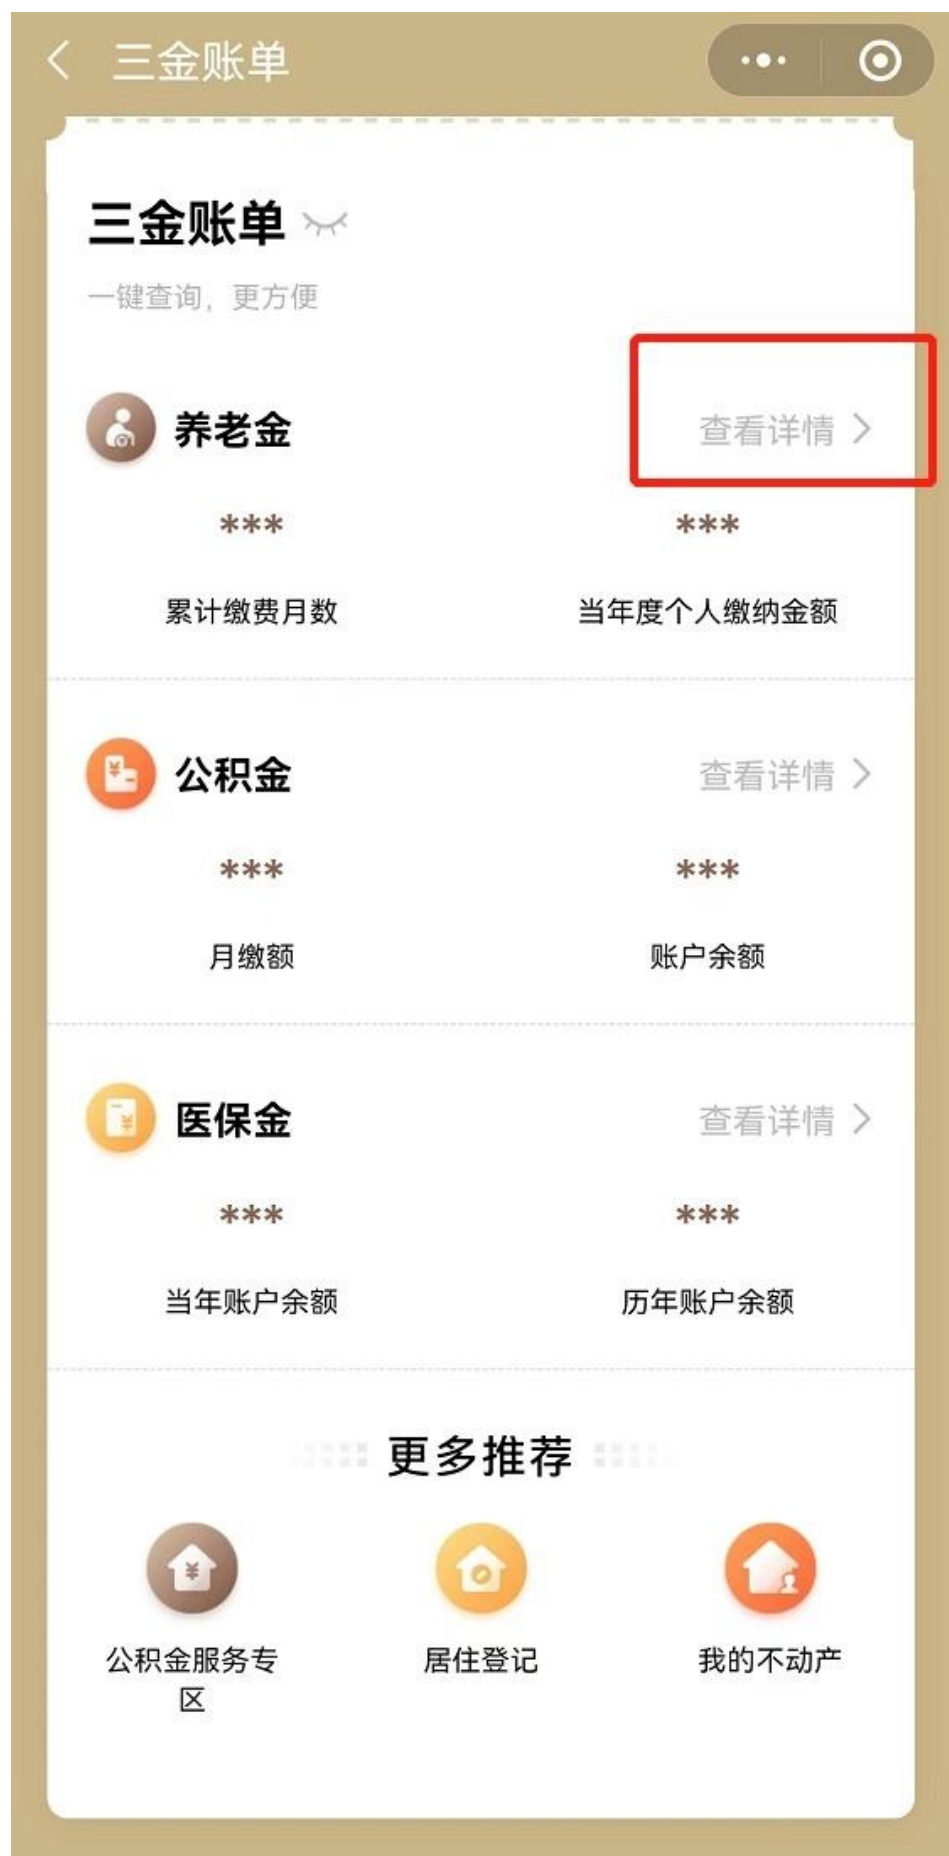 三金账单
三金账单
一键查询，更方便
养老金 查看详情
*** ***
累计缴费月数 当年度个人缴纳金额
公积金 查看详情
*** ***
月缴额 账户余额
医保金 查看详情
*** ***
当年账户余额 历年账户余额
更多推荐
公积金服务专
区
居住登记
我的不动产